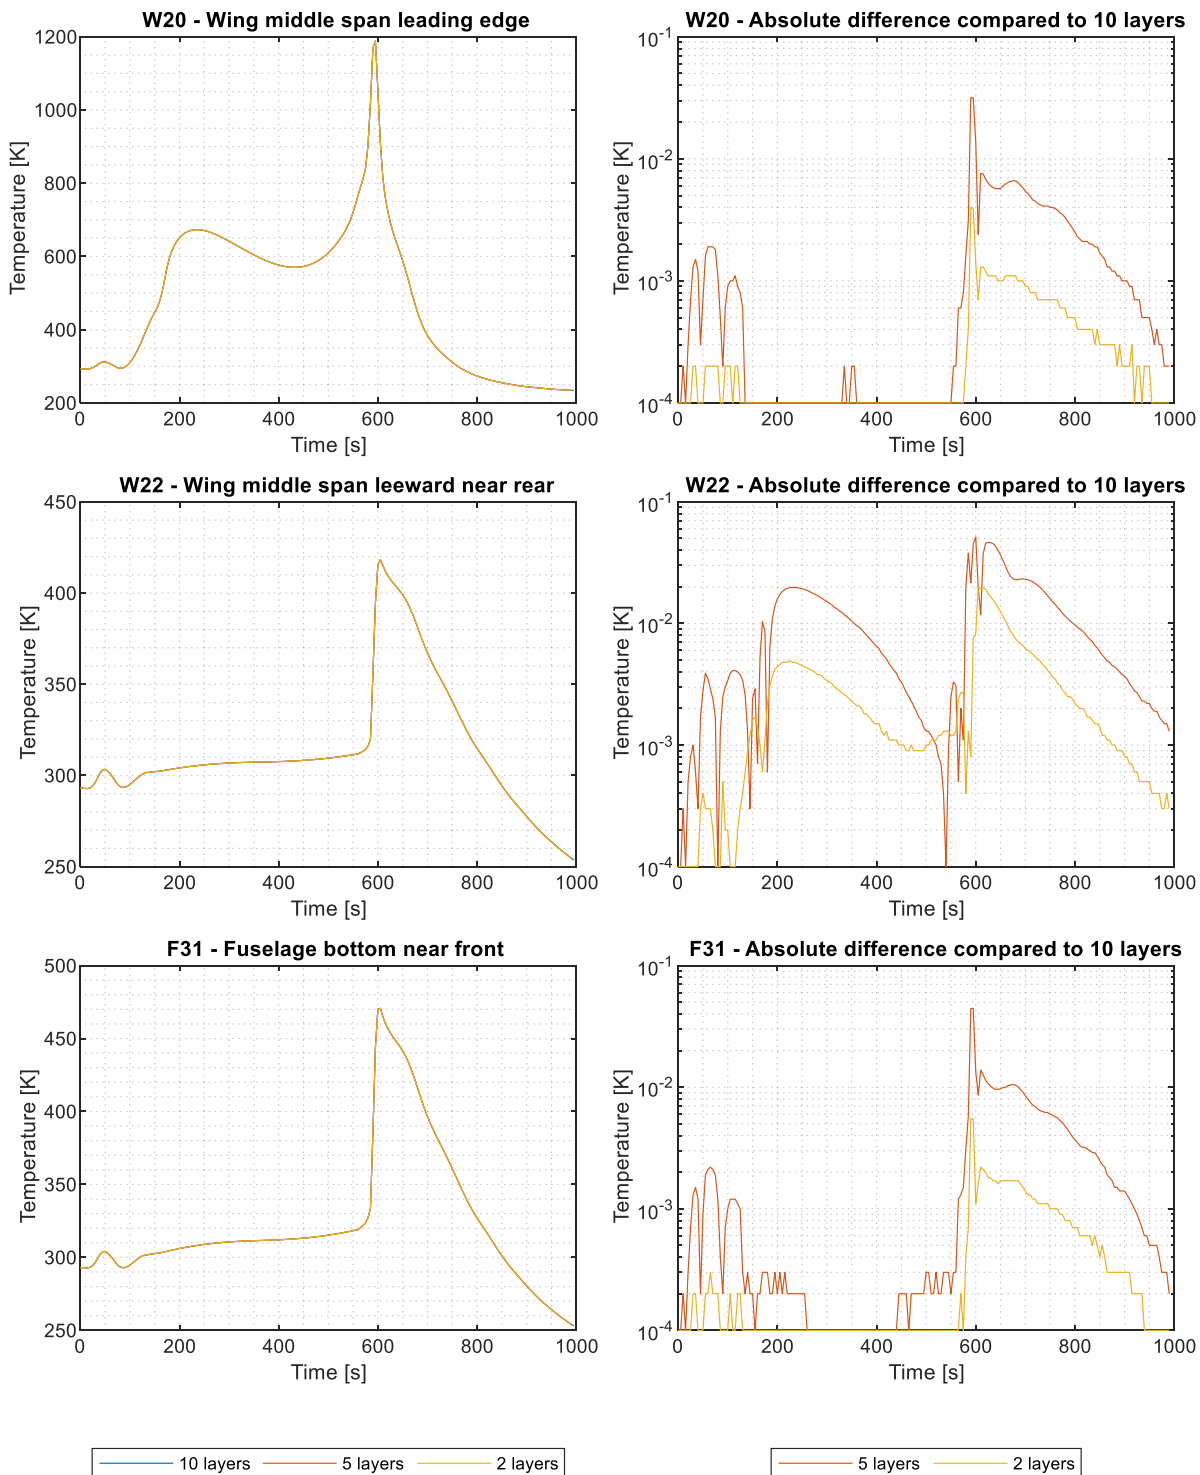 W20 - Wing middle span leading edge
1200
1000
800
600
400
200
Temperature [K]
0 200 400 600 800 1000
Time [s]
W20 - Absolute difference compared to 10 layers
10-1
10-2
10-3
10-4
Temperature [K]
0 200 400 600 800 1000
Time [s]
W22 - Wing middle span leeward near rear
450
400
350
300
250
Temperature [K]
0 200 400 600 800 1000
Time [s]
W22 - Absolute difference compared to 10 layers
10-1
10-2
10-3
10-4
Temperature [K]
0 200 400 600 800 1000
Time [s]
F31 - Fuselage bottom near front
500
450
400
350
300
250
Temperature [K]
0 200 400 600 800 1000
Time [s]
F31 - Absolute difference compared to 10 layers
10-1
10-2
10-3
10-4
Temperature [K]
0 200 400 600 800 1000
Time [s]
10 layers 5 layers 2 layers
5 layers 2 layers